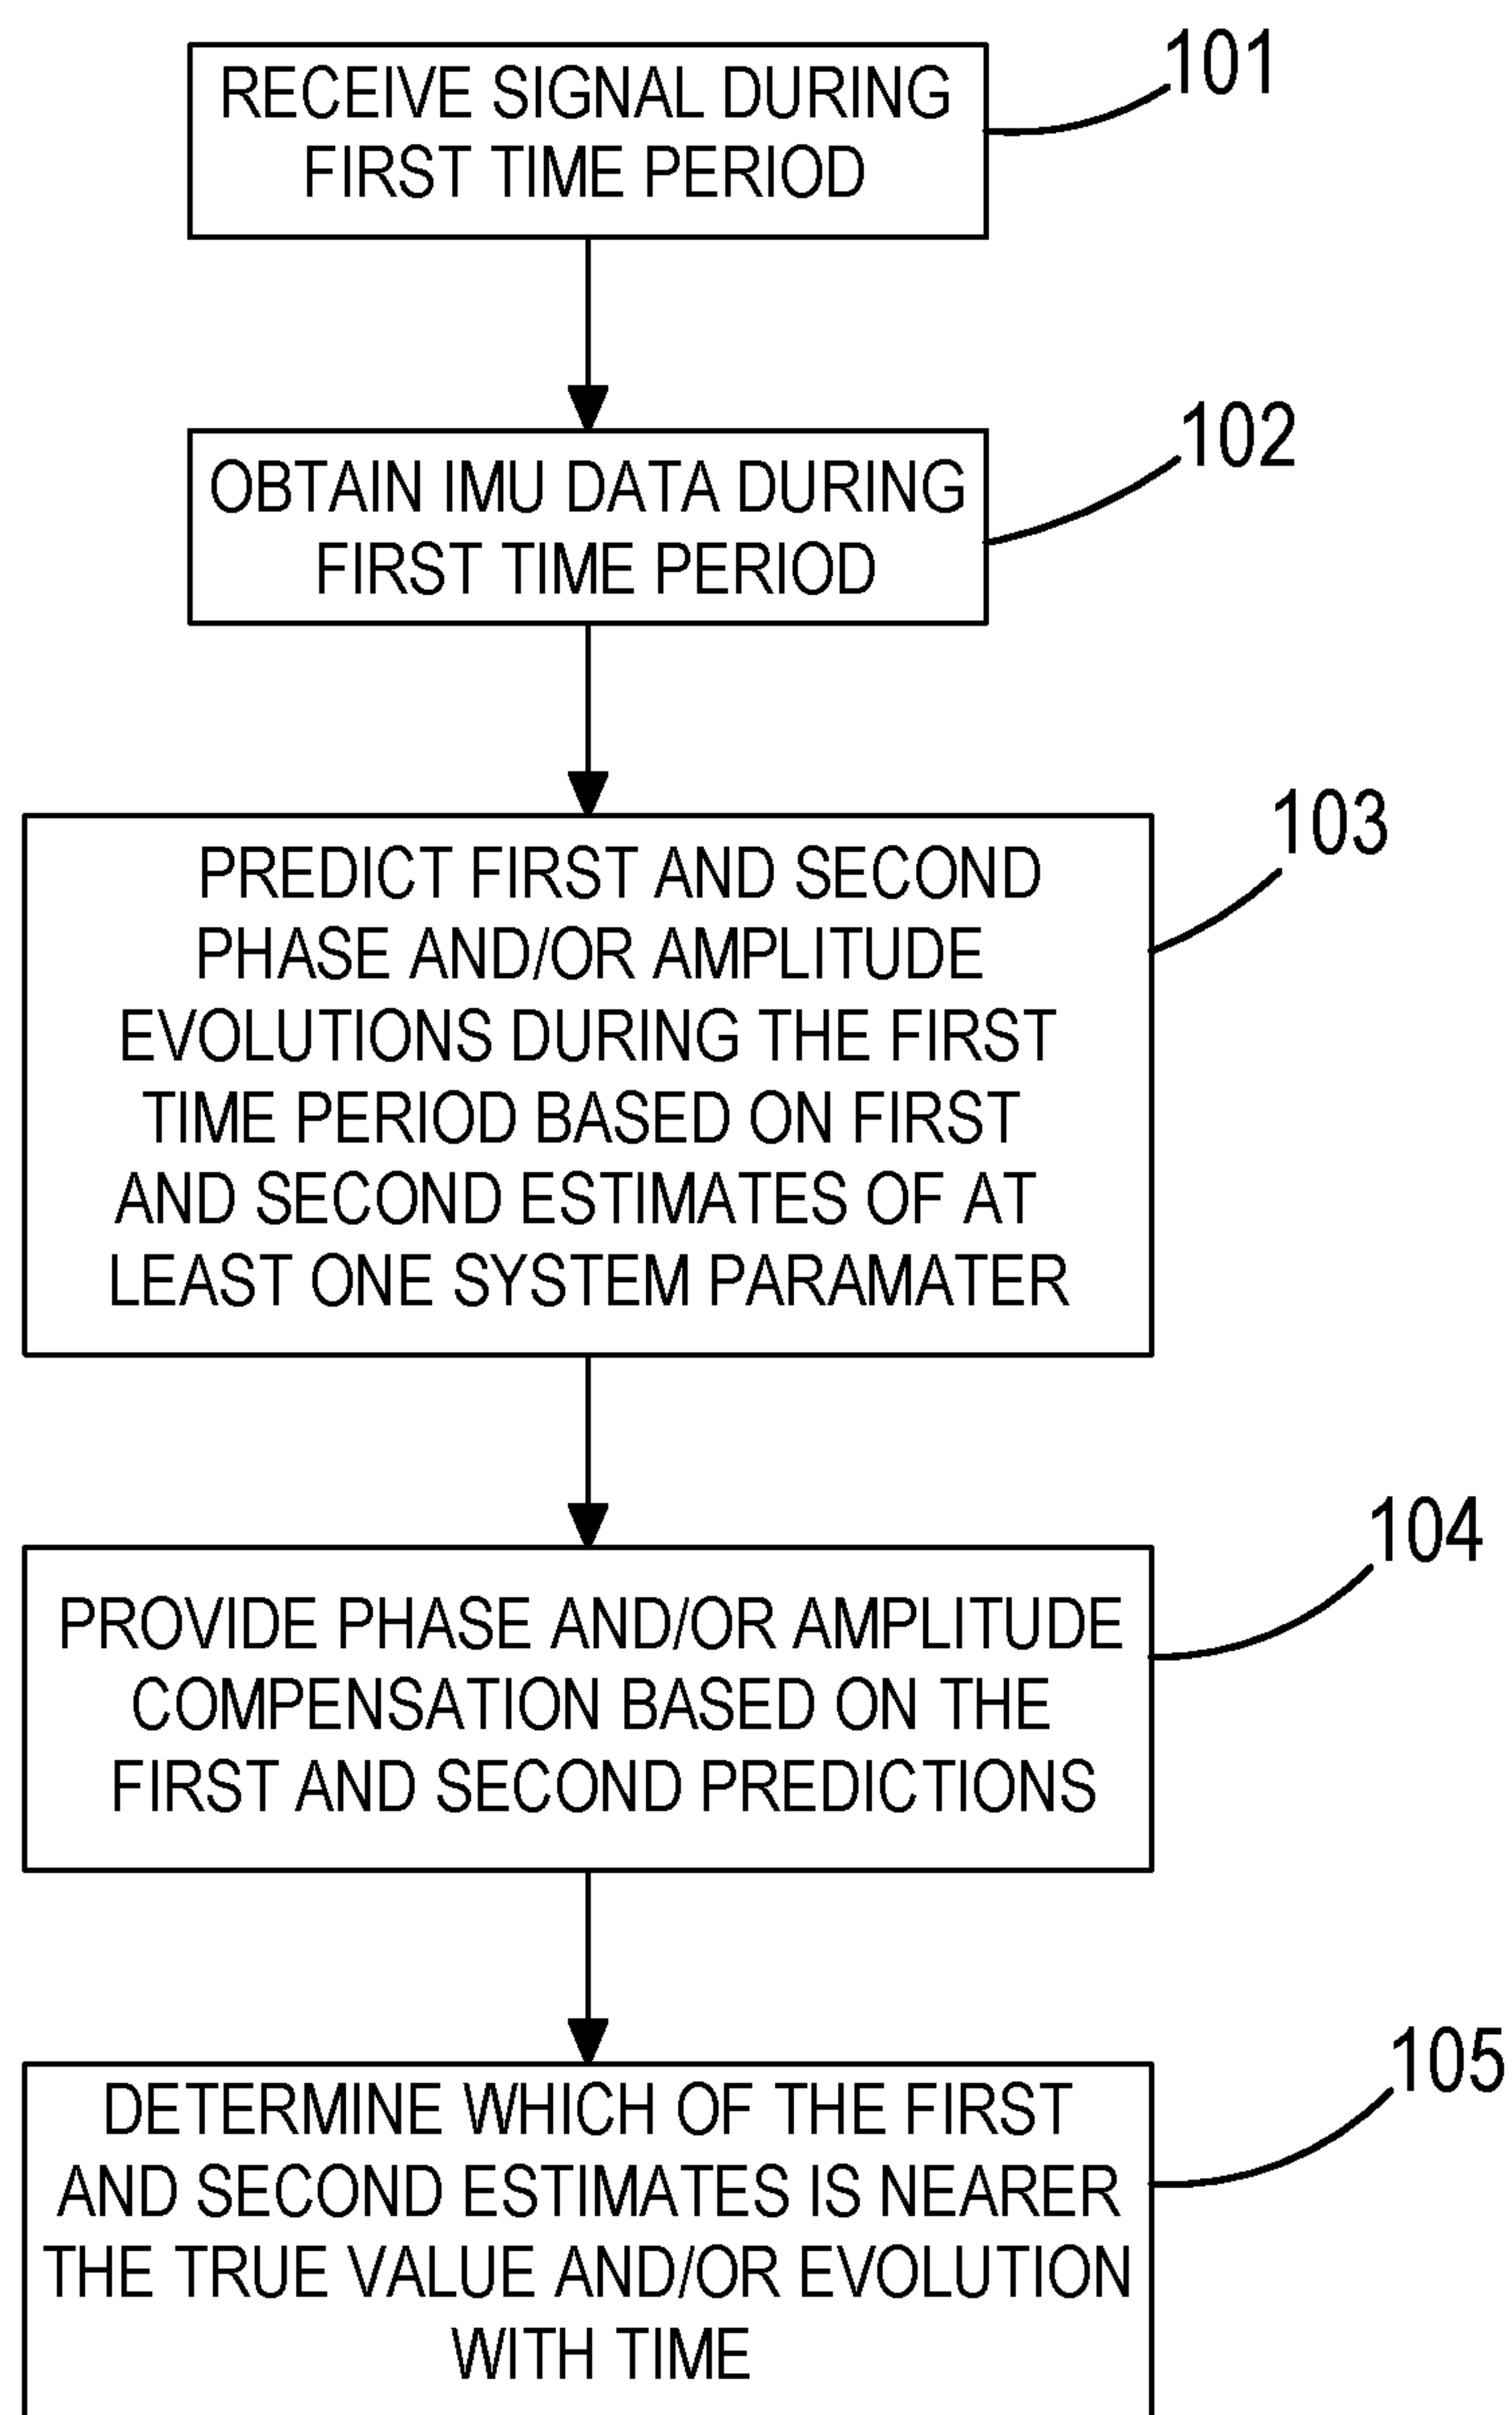 101
RECEIVE SIGNAL DURING
FIRST TIME PERIOD
102
OBTAIN IMU DATA DURING
FIRST TIME PERIOD
103
PREDICT FIRST AND SECOND
PHASE AND/OR AMPLITUDE
EVOLUTIONS DURING THE FIRST
TIME PERIOD BASED ON FIRST
AND SECOND ESTIMATES OF AT
LEAST ONE SYSTEM PARAMATER
104
PROVIDE PHASE AND/OR AMPLITUDE
COMPENSATION BASED ON THE
FIRST AND SECOND PREDICTIONS
105
DETERMINE WHICH OF THE FIRST
AND SECOND ESTIMATES IS NEARER
THE TRUE VALUE AND/OR EVOLUTION
WITH TIME